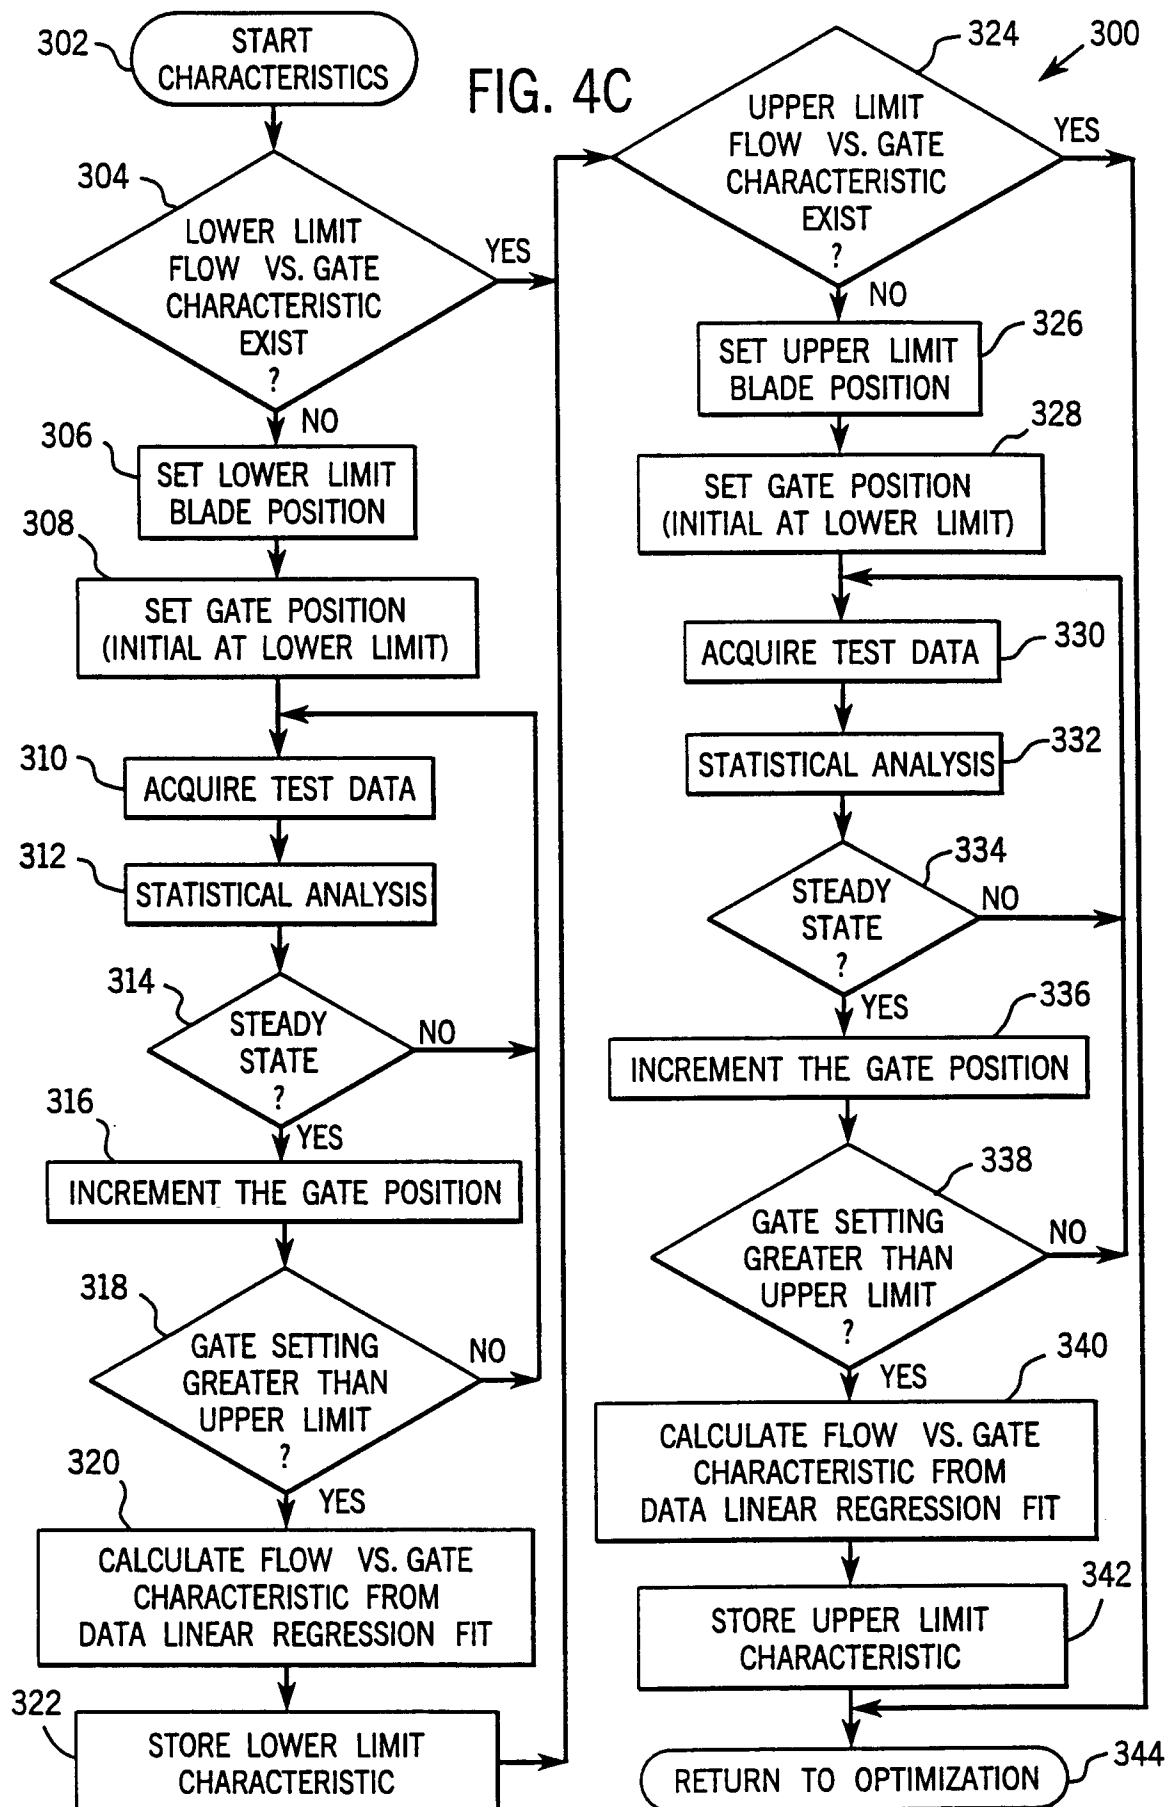 FIG. 4C
300
302
START
CHARACTERISTICS
304
LOWER LIMIT
FLOW VS. GATE
CHARACTERISTIC
EXIST
?
YES
NO
306
SET LOWER LIMIT
BLADE POSITION
308
SET GATE POSITION
(INITIAL AT LOWER LIMIT)
310
ACQUIRE TEST DATA
312
STATISTICAL ANALYSIS
314
STEADY
STATE
?
NO
YES
316
INCREMENT THE GATE POSITION
318
GATE SETTING
GREATER THAN
UPPER LIMIT
?
NO
YES
320
CALCULATE FLOW VS. GATE
CHARACTERISTIC FROM
DATA LINEAR REGRESSION FIT
322
STORE LOWER LIMIT
CHARACTERISTIC
324
UPPER LIMIT
FLOW VS. GATE
CHARACTERISTIC
EXIST
?
YES
NO
326
SET UPPER LIMIT
BLADE POSITION
328
SET GATE POSITION
(INITIAL AT LOWER LIMIT)
330
ACQUIRE TEST DATA
332
STATISTICAL ANALYSIS
334
STEADY
STATE
?
NO
YES
336
INCREMENT THE GATE POSITION
338
GATE SETTING
GREATER THAN
UPPER LIMIT
?
NO
YES
340
CALCULATE FLOW VS. GATE
CHARACTERISTIC FROM
DATA LINEAR REGRESSION FIT
342
STORE UPPER LIMIT
CHARACTERISTIC
344
RETURN TO OPTIMIZATION